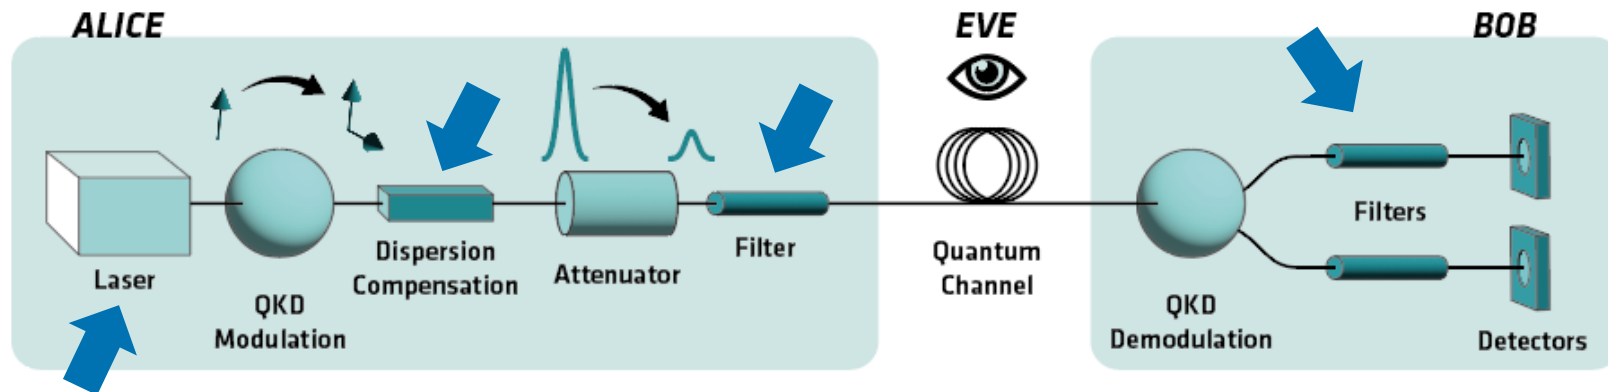 ALICE
EVE
BOB
Laser
QKD
Modulation
Dispersion
Compensation
Attenuator
Filter
Quantum
Channel
QKD
Demodulation
Filters
Detectors